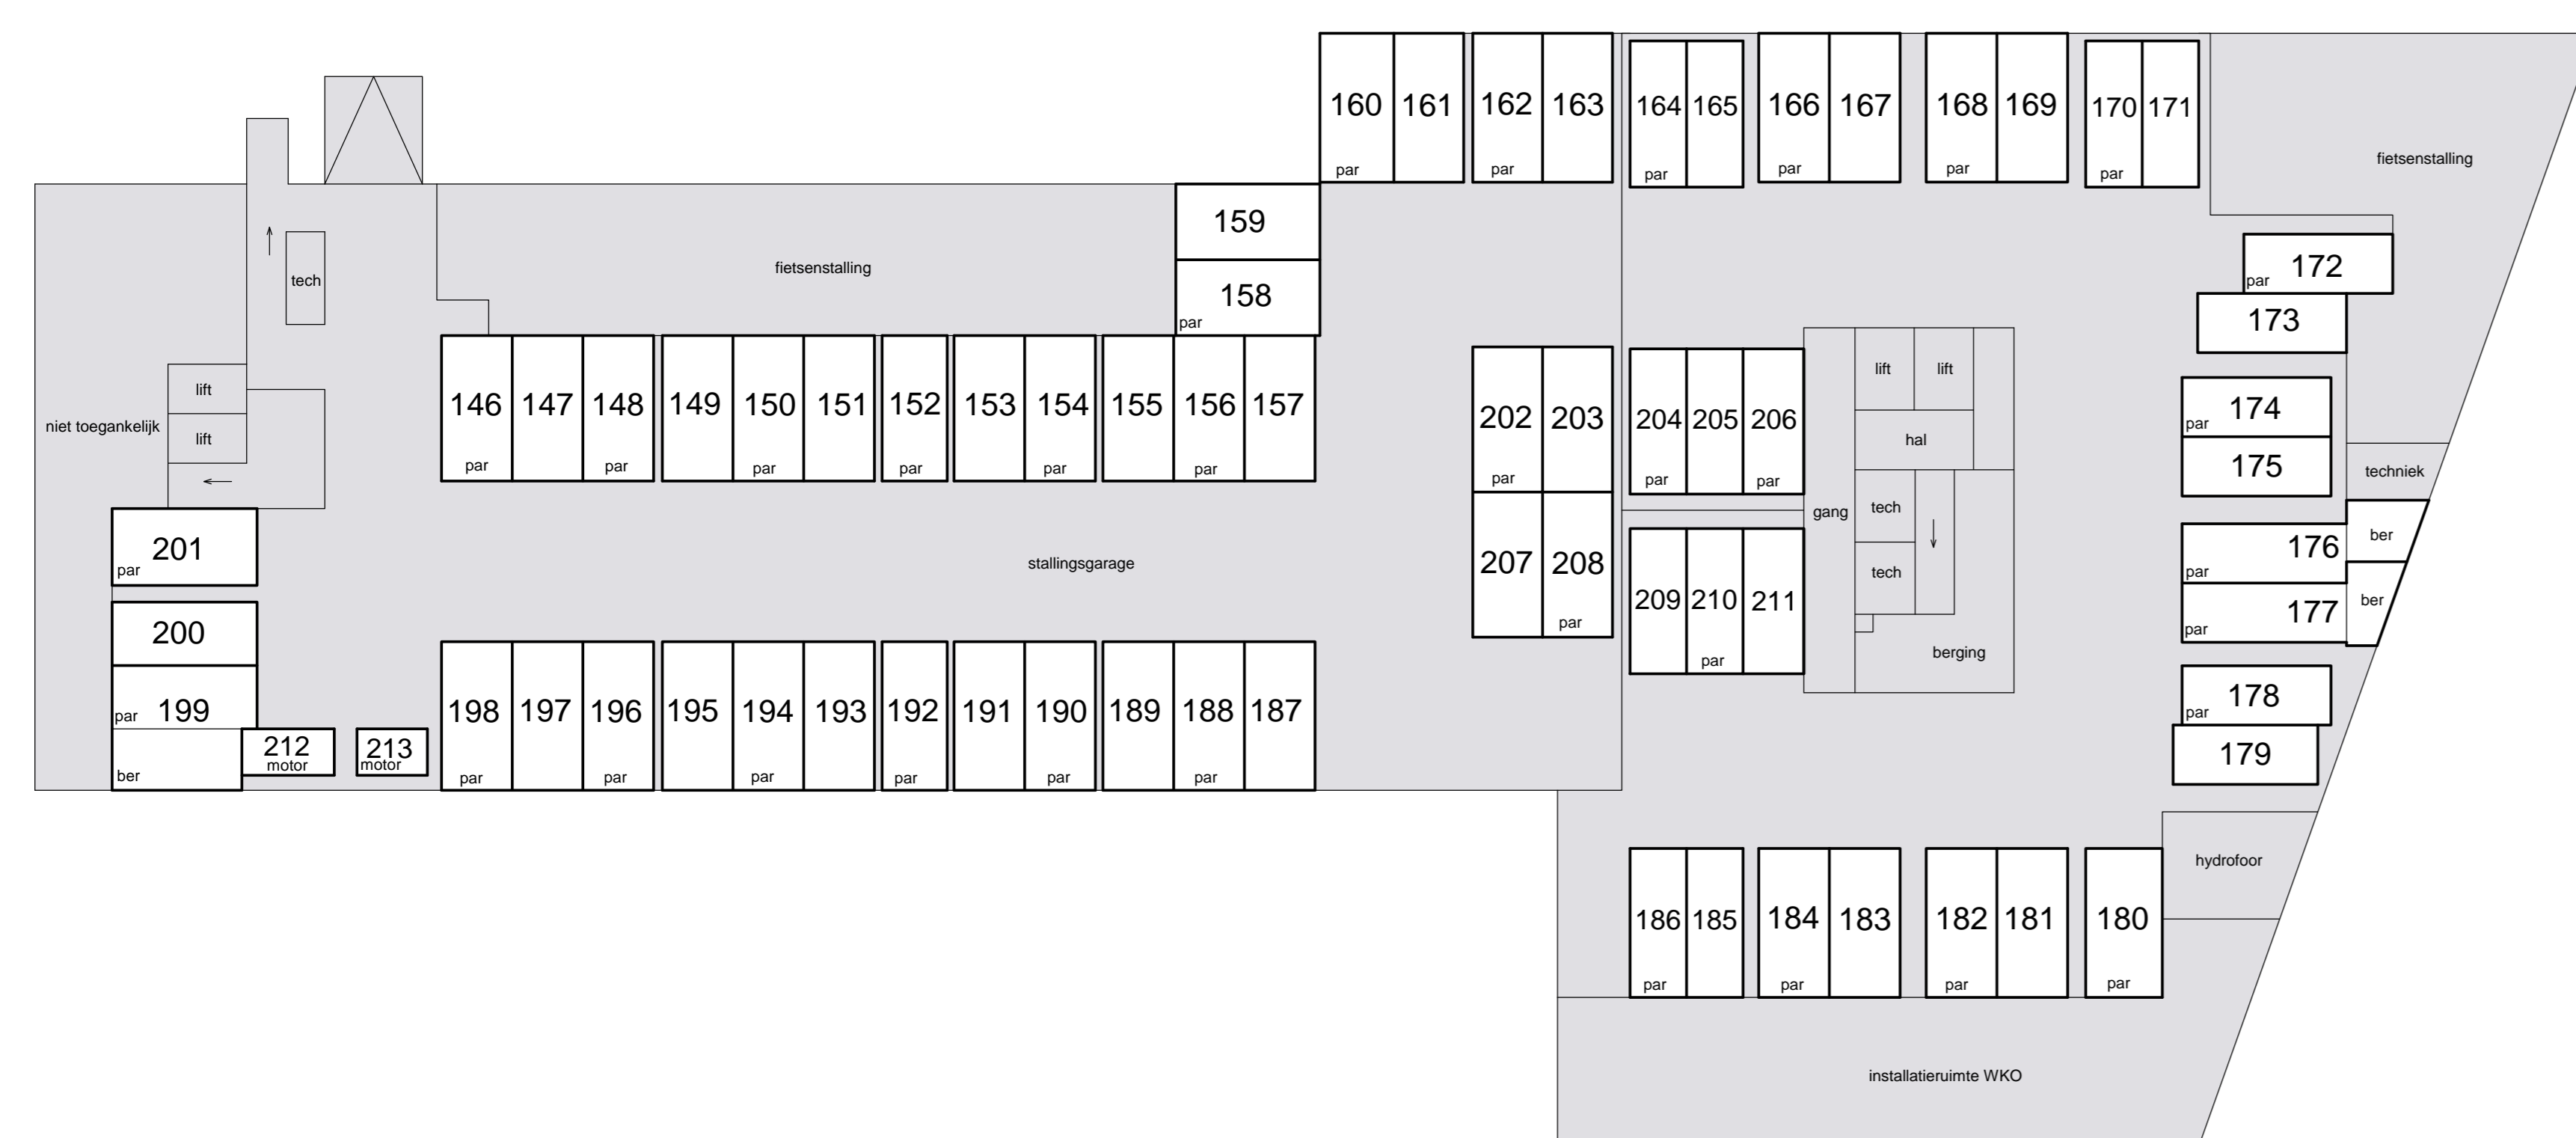 160 161 162 163 164 165 166 167 168 169 170 171
par par par par par par
fietsenstalling
159
158
par
fietsenstalling
tech
172
par
173
146 147 148 149 150 151 152 153 154 155 156 157
par par par par par par
lift
lift
niet toegankelijk
202 203
par
204 205 206
par par
lift lift
hal
gang
tech
tech
berging
174
par
175
techniek
176
par
ber
177
par
ber
178
par
179
201
par
200
199
par
ber
212
motor
213
motor
stallingsgarage
207 208
par
209 210 211
par
198 197 196 195 194 193 192 191 190 189 188 187
par par par par par par
hydrofoor
186 185 184 183 182 181 180
par par par par
installatieruimte WKO